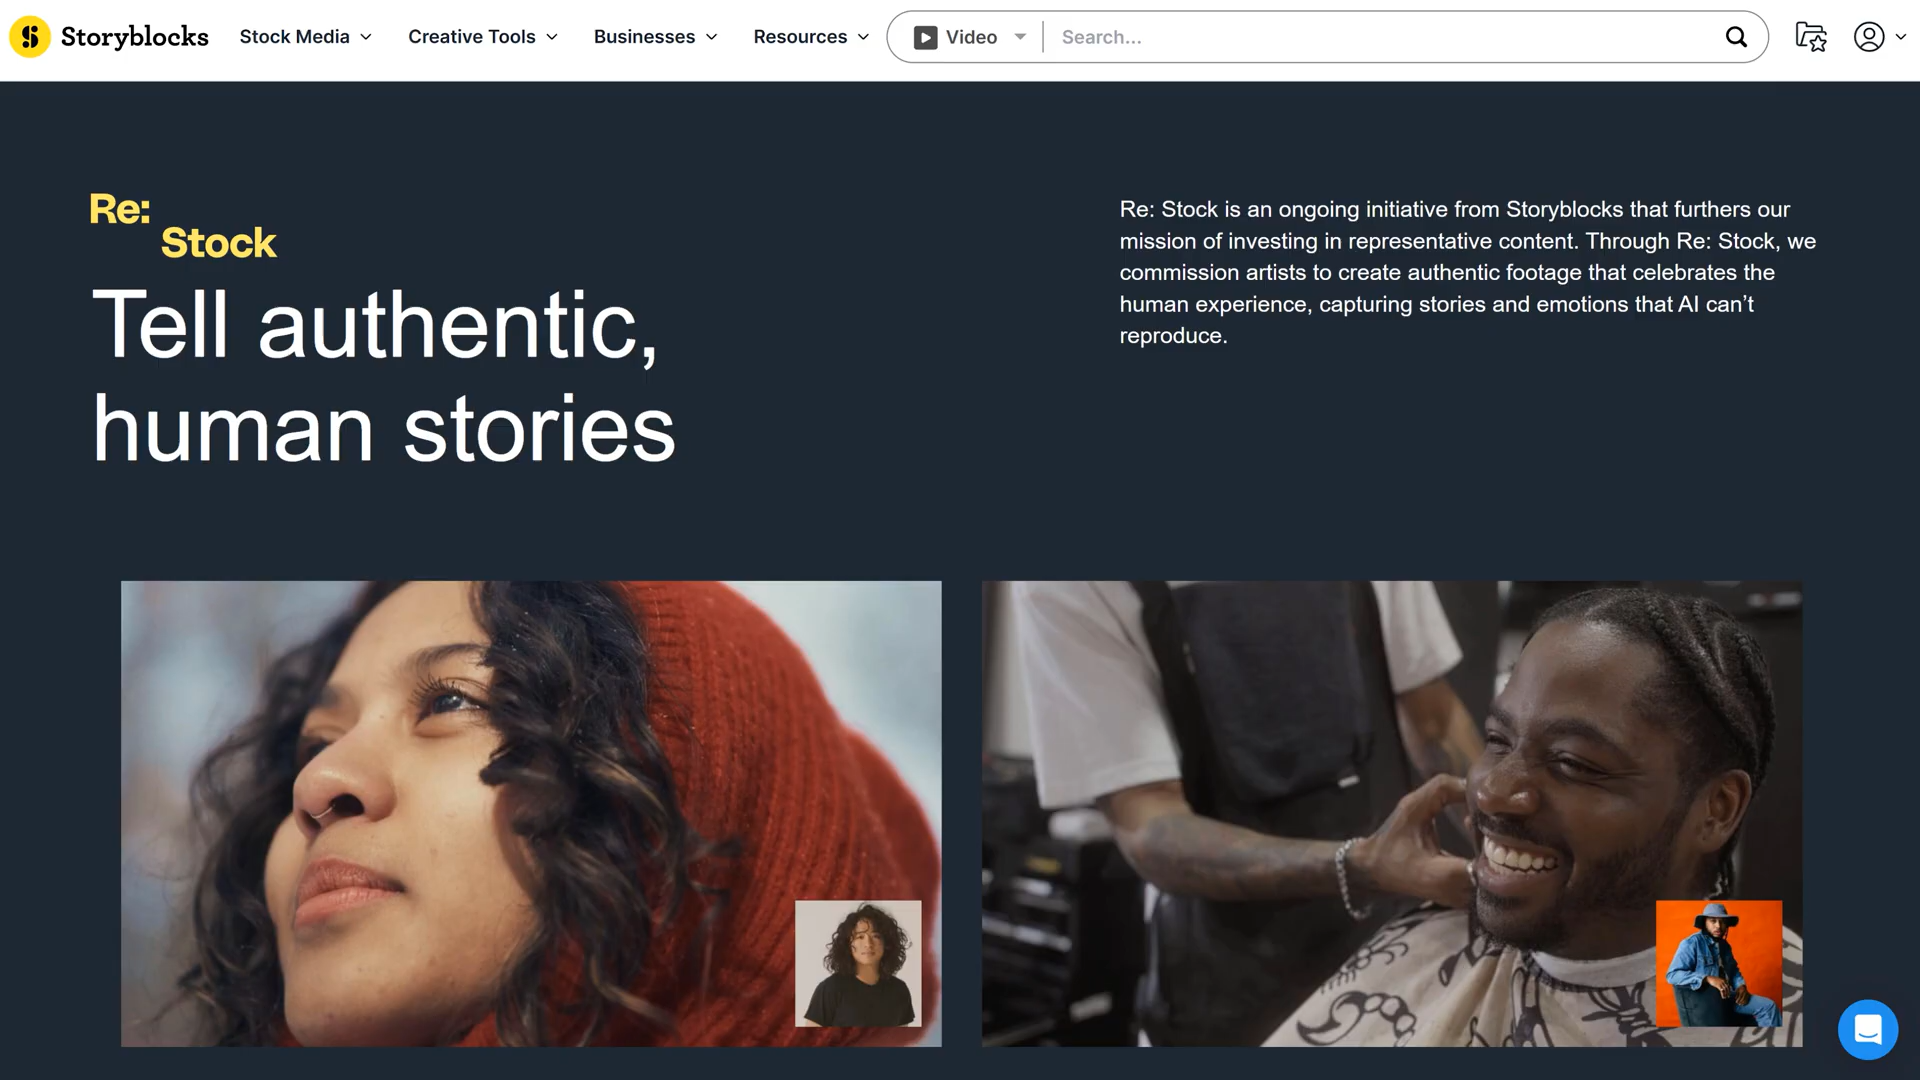 Storyblocks
Stock Media
Creative Tools
Businesses
Resources
Video
Search...
Re:
Stock
Tell authentic,
human stories
Re: Stock is an ongoing initiative from Storyblocks that furthers our
mission of investing in representative content. Through Re: Stock, we
commission artists to create authentic footage that celebrates the
human experience, capturing stories and emotions that AI can’t
reproduce.